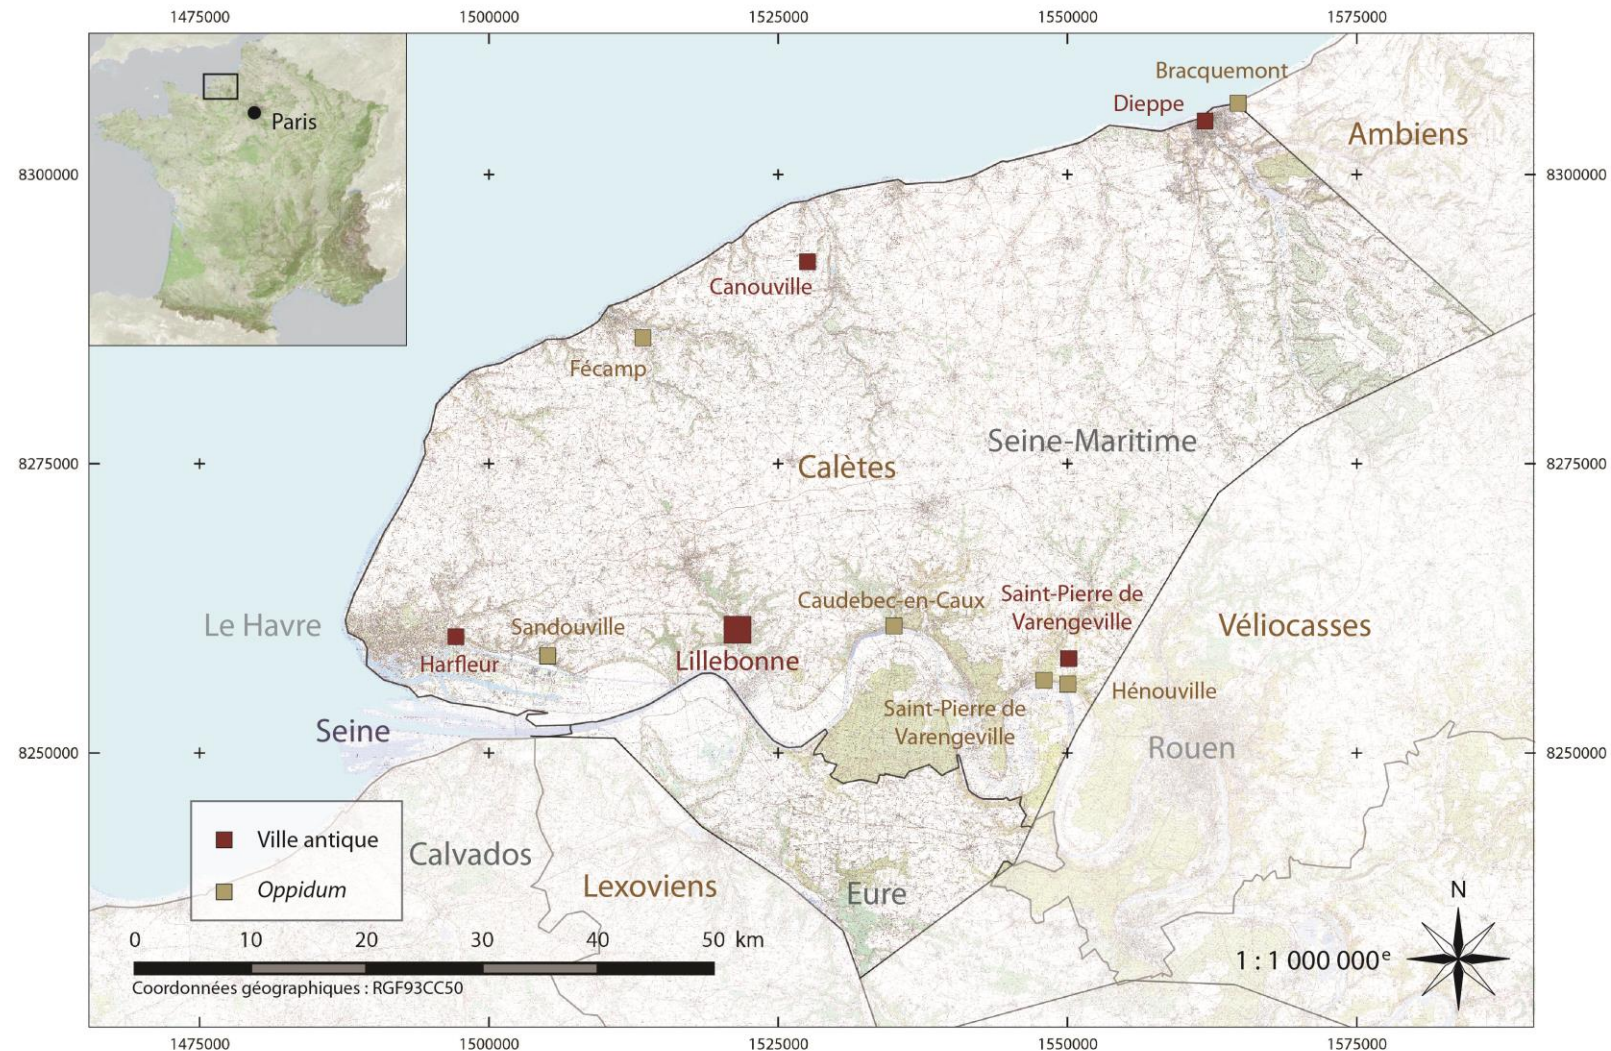 1475000
1500000
1525000
1550000
1575000
Paris
Bracquemont
Dieppe
Ambiens
8300000
8300000
Canouville
Fécamp
Seine-Maritime
8275000
Calètes
8275000
Saint-Pierre de
Varengeville
Caudebec-en-Caux
Le Havre
Sandouville
Véliocasses
Harfleur
Lillebonne
Hénouville
Saint-Pierre de
Varengeville
Seine
Rouen
8250000
8250000
Ville antique
Calvados
Oppidum
Lexoviens
Eure
N
0 10 20 30 40 50 km
1 : 1 000 000e
Coordonnées géographiques : RGF93CC50
1475000
1500000
1525000
1550000
1575000